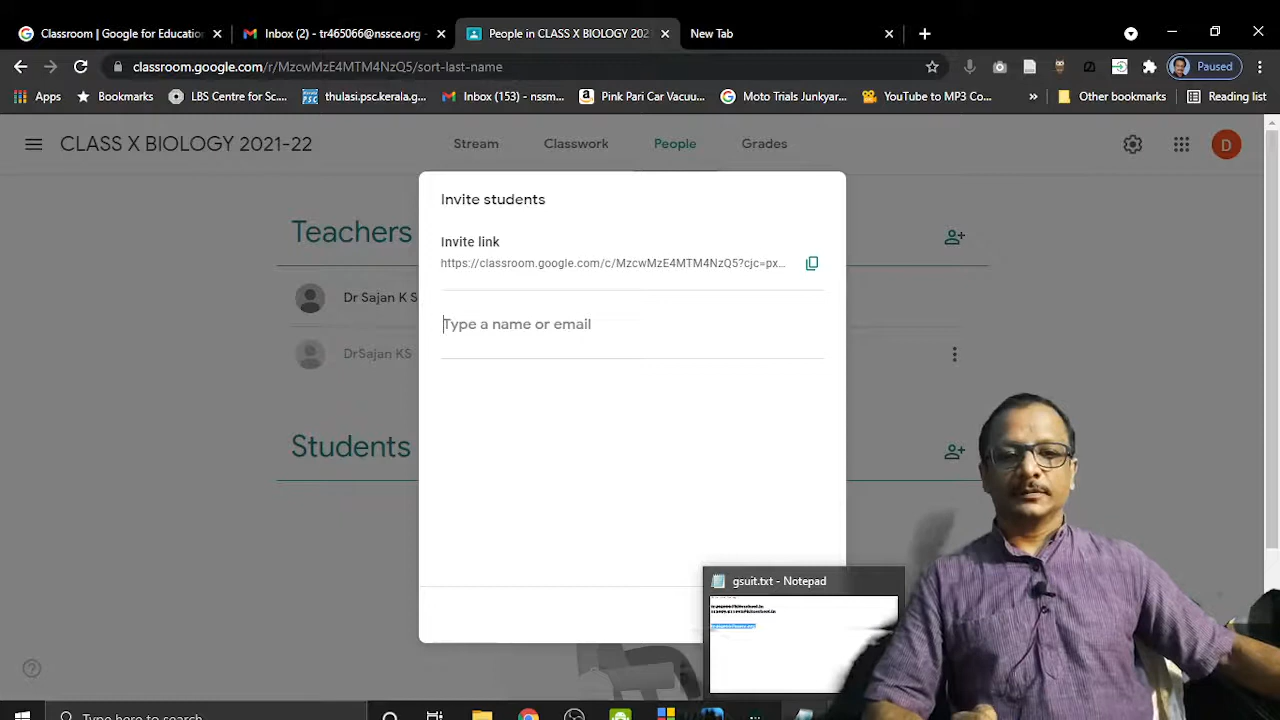 Classroom | Google for Educatio
Inbox (2) - tr465066@nssce.org
People in CLASS X BIOLOGY 202
New Tab
classroom.google.com/r/MzcwMzE4MTM4NzQ5/sort-last-name
Paused
Apps
Bookmarks
LBS Centre for Sc...
thulasi.psc.kerala.g...
Inbox (153) - nssm...
Pink Pari Car Vacuu...
Moto Trials Junkyar...
YouTube to MP3 Co...
»
Other bookmarks
Reading list
CLASS X BIOLOGY 2021-22
Stream
Classwork
People
Grades
D
Invite students
Invite link
https://classroom.google.com/c/MzcwMzE4MTM4NzQ5?cjc=px...
Type a name or email
Teachers
Dr Sajan K S
DrSajan KS
Students
gsuit.txt - Notepad
Type here to search